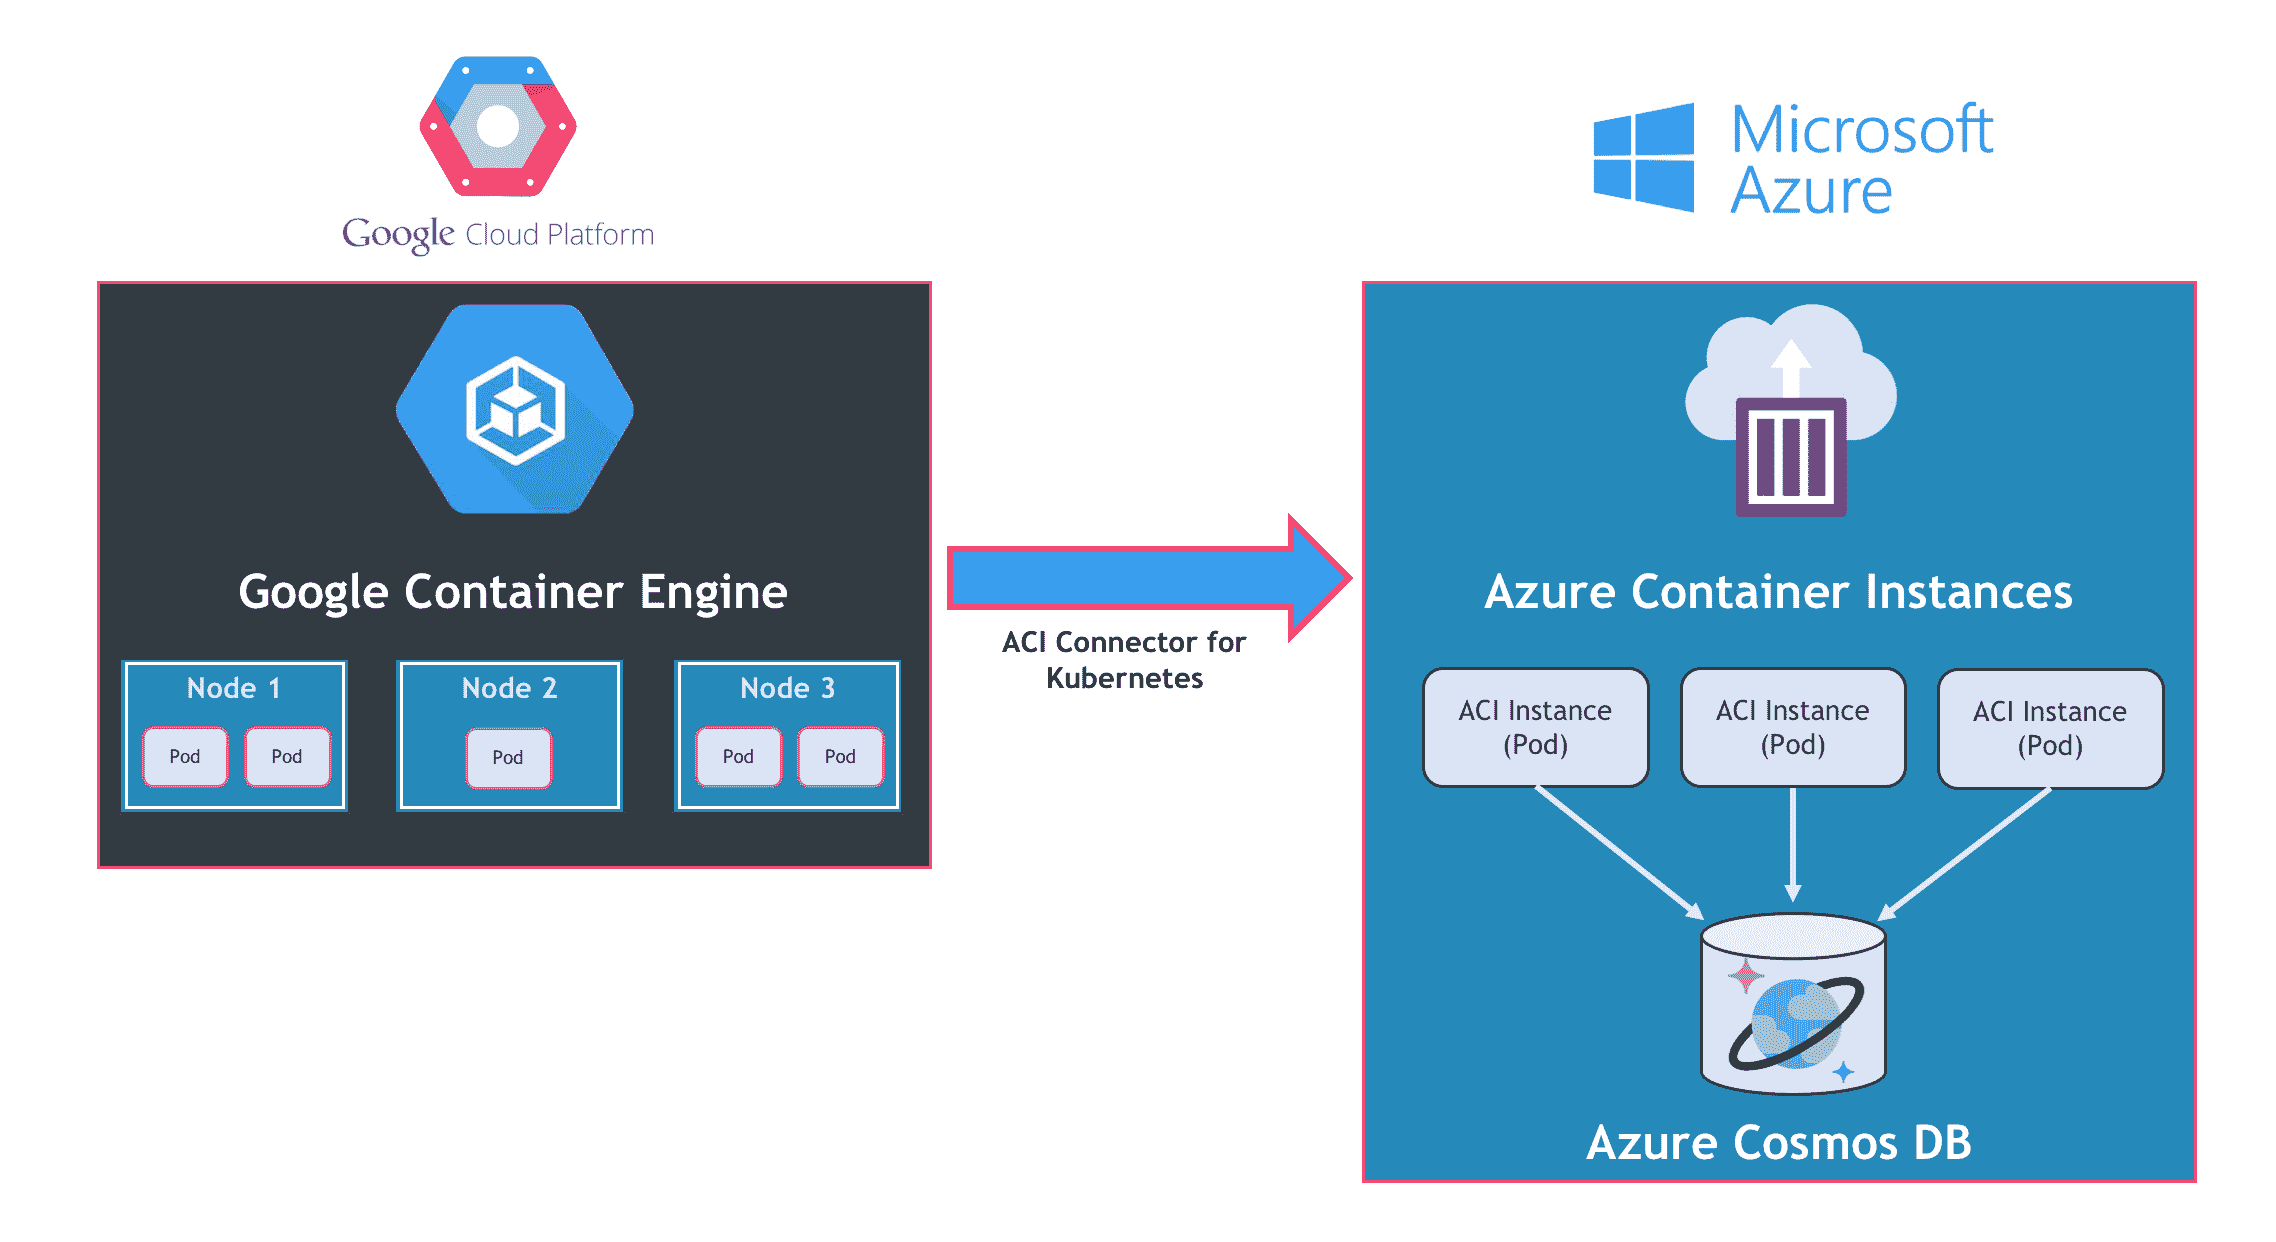 Google Cloud Platform
Microsoft
Azure
Google Container Engine
Node 1
Pod
Pod
Node 2
Pod
Node 3
Pod
Pod
ACI Connector for
Kubernetes
Azure Container Instances
ACI Instance
(Pod)
ACI Instance
(Pod)
ACI Instance
(Pod)
Azure Cosmos DB